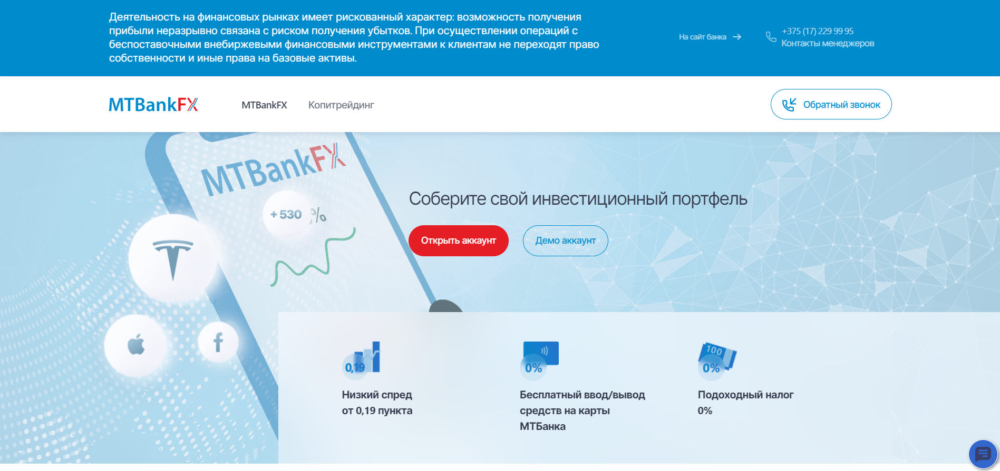 Деятельность на финансовых рынках имеет рискованный характер: возможность получения
прибыли неразрывно связана с риском получения убытков. При осуществлении операций с
беспоставочными внебиржевыми финансовыми инструментами к клиентам не переходят право
собственности и иные права на базовые активы.
На сайт банка
+375 (17) 229 99 95
Контакты менеджеров
MTBankFX
MTBankFX
Копитрейдинг
Обратный звонок
MTBankFX
+ 530 %
Соберите свой инвестиционный портфель
Открыть аккаунт
Демо аккаунт
0,19
Низкий спред
от 0,19 пункта
0%
Бесплатный ввод/вывод
средств на карты
МТБанка
100
0%
Подоходный налог
0%